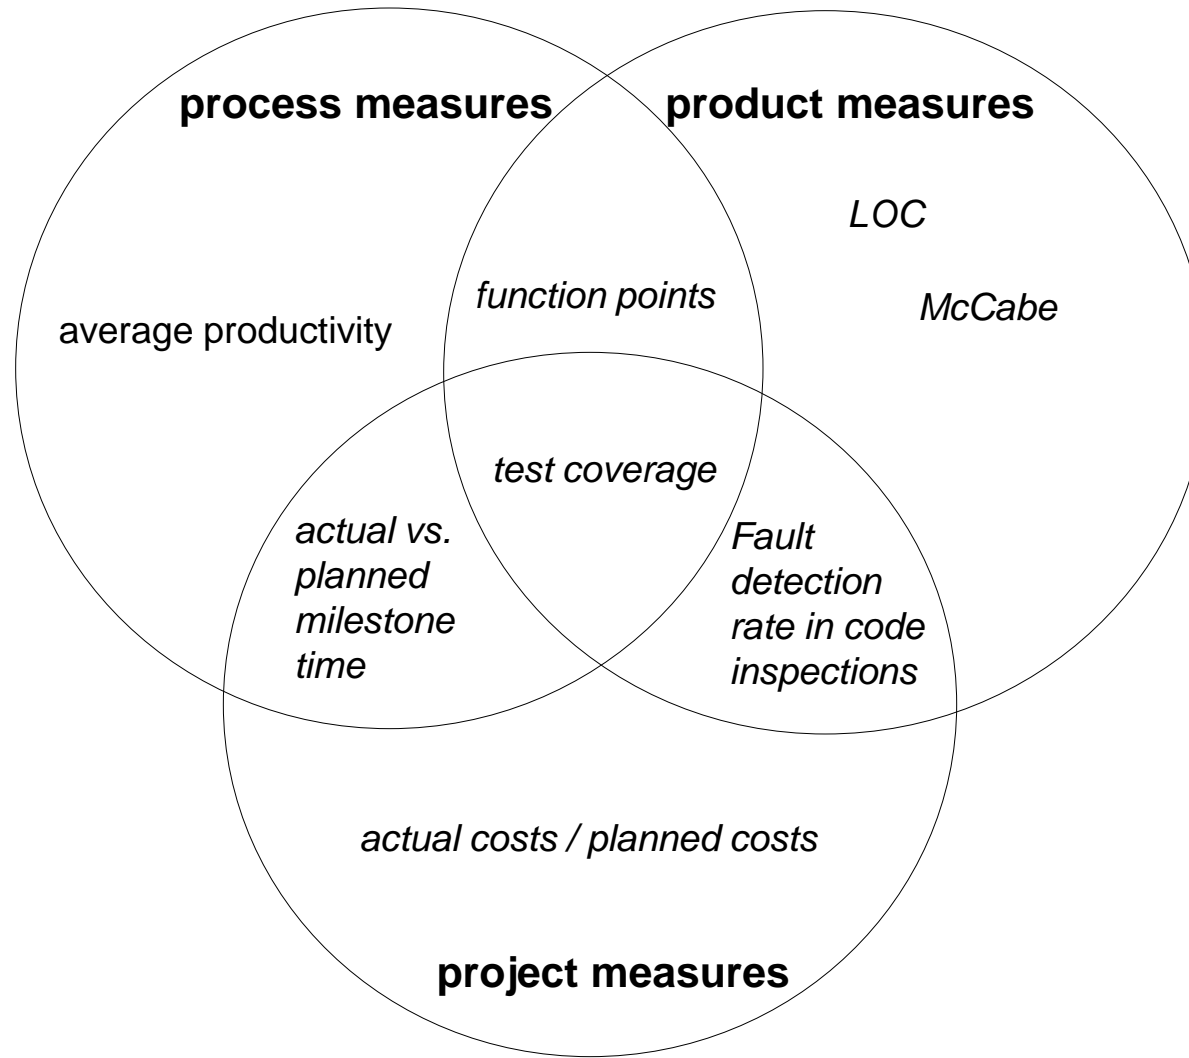 process measures
product measures
LOC
function points
McCabe
average productivity
test coverage
actual vs.
planned
milestone
time
Fault
detection
rate in code
inspections
actual costs / planned costs
project measures